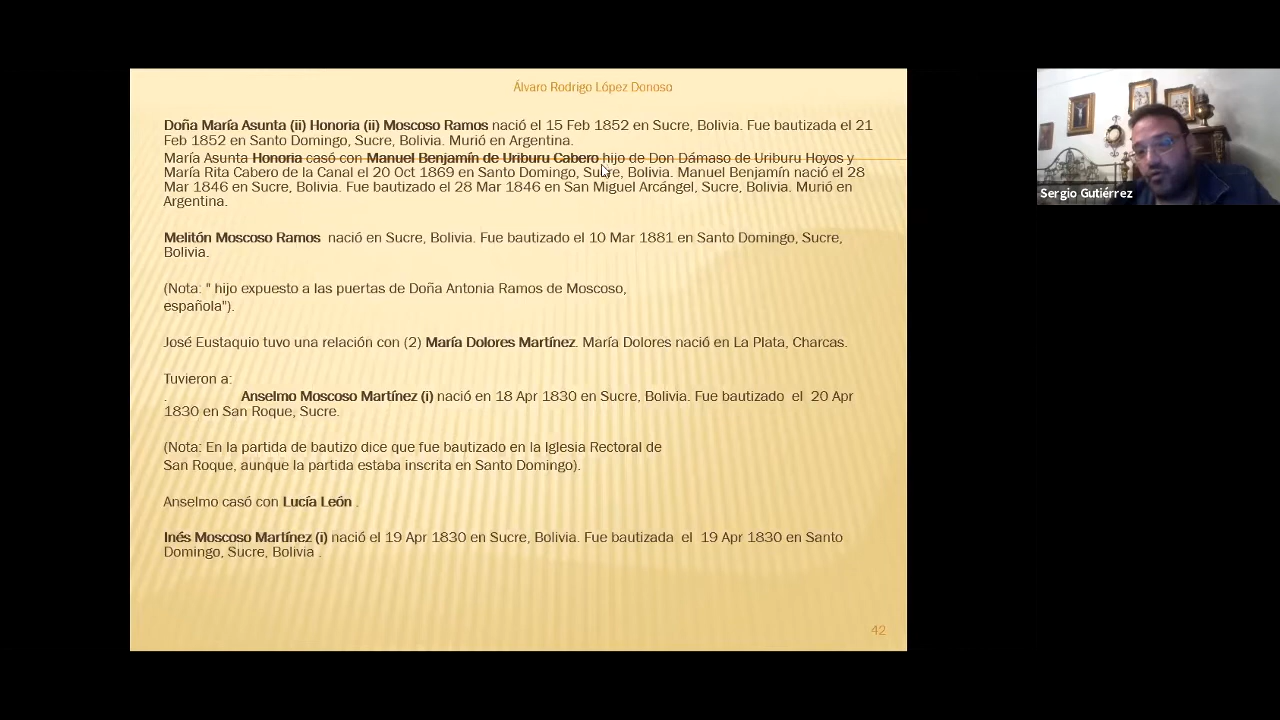 Álvaro Rodrigo López Donoso
Doña María Asunta (ii) Honoria (ii) Moscoso Ramos nació el 15 Feb 1852 en Sucre, Bolivia. Fue bautizada el 21
Feb 1852 en Santo Domingo, Sucre, Bolivia. Murió en Argentina.
María Asunta Honoria casó con Manuel Benjamín de Uriburu Cabero hijo de Don Dámaso de Uriburu Hoyos y
María Rita Cabero de la Canal el 20 Oct 1869 en Santo Domingo, Sucre, Bolivia. Manuel Benjamín nació el 28
Mar 1846 en Sucre, Bolivia. Fue bautizado el 28 Mar 1846 en San Miguel Arcángel, Sucre, Bolivia. Murió en
Argentina.
Melitón Moscoso Ramos nació en Sucre, Bolivia. Fue bautizado el 10 Mar 1881 en Santo Domingo, Sucre,
Bolivia.
(Nota: " hijo expuesto a las puertas de Doña Antonia Ramos de Moscoso,
española").
José Eustaquio tuvo una relación con (2) María Dolores Martínez. María Dolores nació en La Plata, Charcas.
Tuvieron a:
. Anselmo Moscoso Martínez (i) nació en 18 Apr 1830 en Sucre, Bolivia. Fue bautizado el 20 Apr
1830 en San Roque, Sucre.
(Nota: En la partida de bautizo dice que fue bautizado en la Iglesia Rectoral de
San Roque, aunque la partida estaba inscrita en Santo Domingo).
Anselmo casó con Lucía León .
Inés Moscoso Martínez (i) nació el 19 Apr 1830 en Sucre, Bolivia. Fue bautizada el 19 Apr 1830 en Santo
Domingo, Sucre, Bolivia .
42
Sergio Gutiérrez